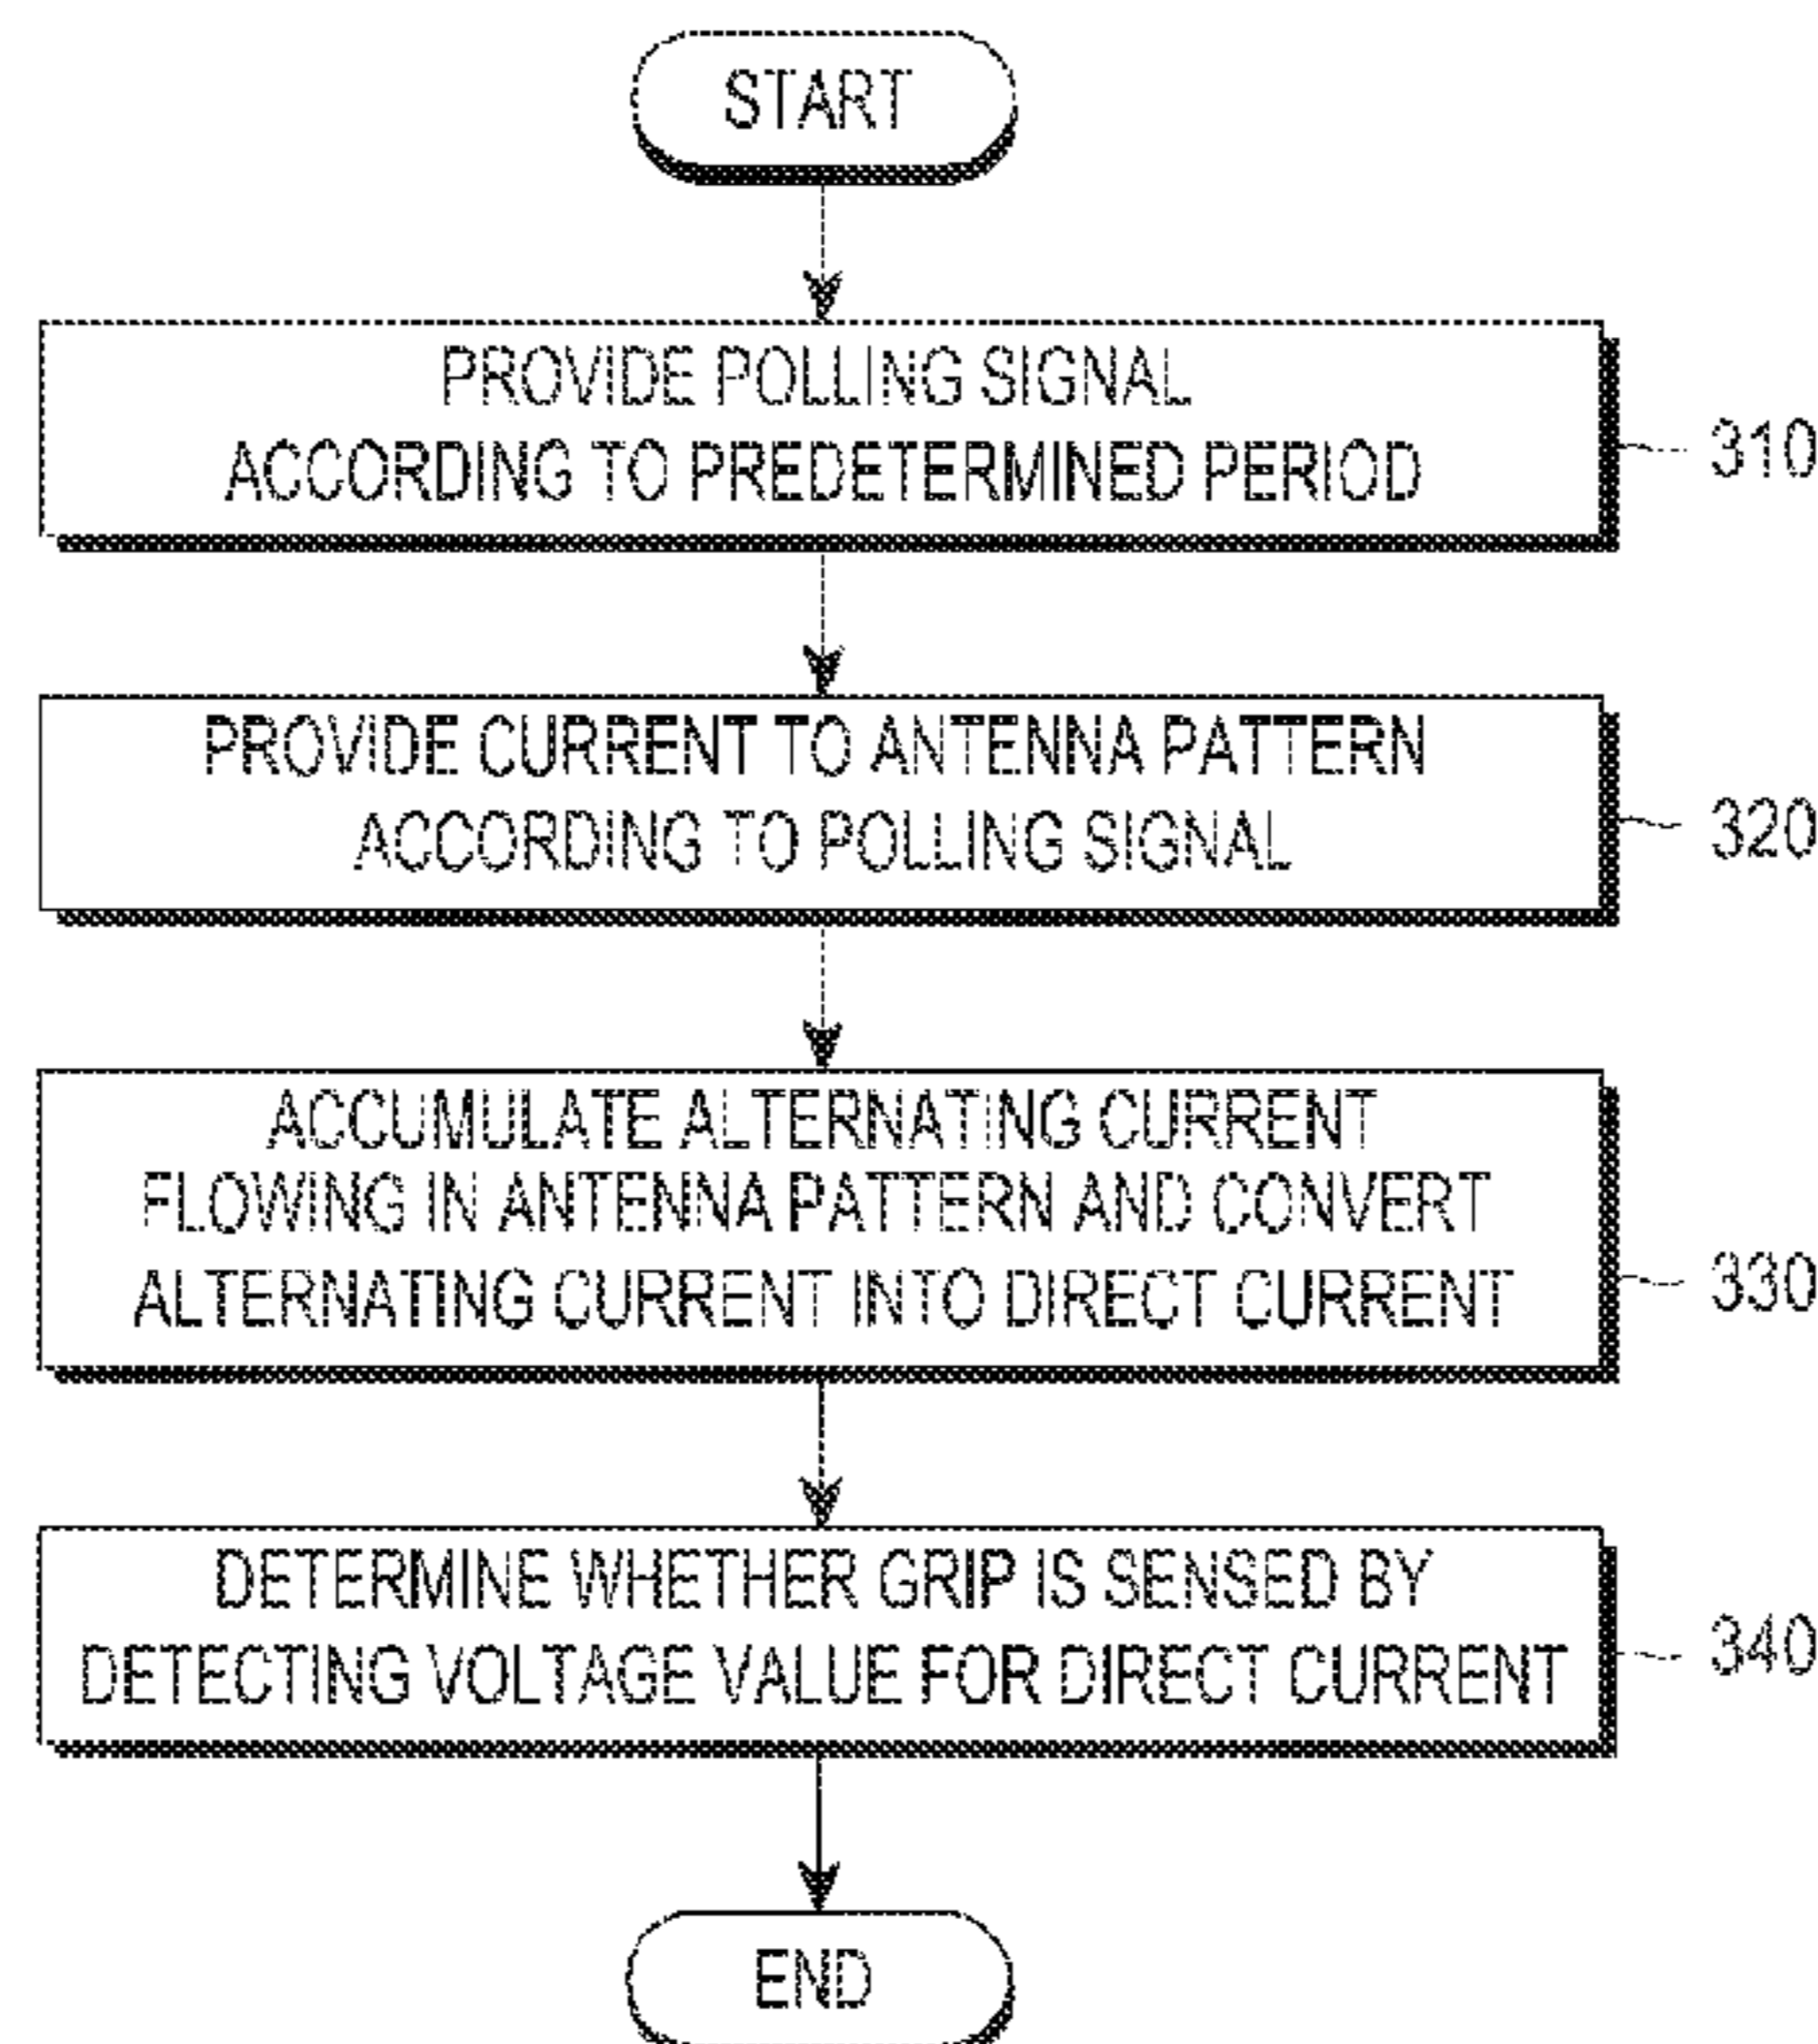 START
PROVIDE POLLING SIGNAL
ACCORDING TO PREDETERMINED PERIOD
310
PROVIDE CURRENT TO ANTENNA PATTERN
ACCORDING TO POLLING SIGNAL
320
ACCUMULATE ALTERNATING CURRENT
FLOWING IN ANTENNA PATTERN AND CONVERT
ALTERNATING CURRENT INTO DIRECT CURRENT
330
DETERMINE WHETHER GRIP IS SENSED BY
DETECTING VOLTAGE VALUE FOR DIRECT CURRENT
340
END